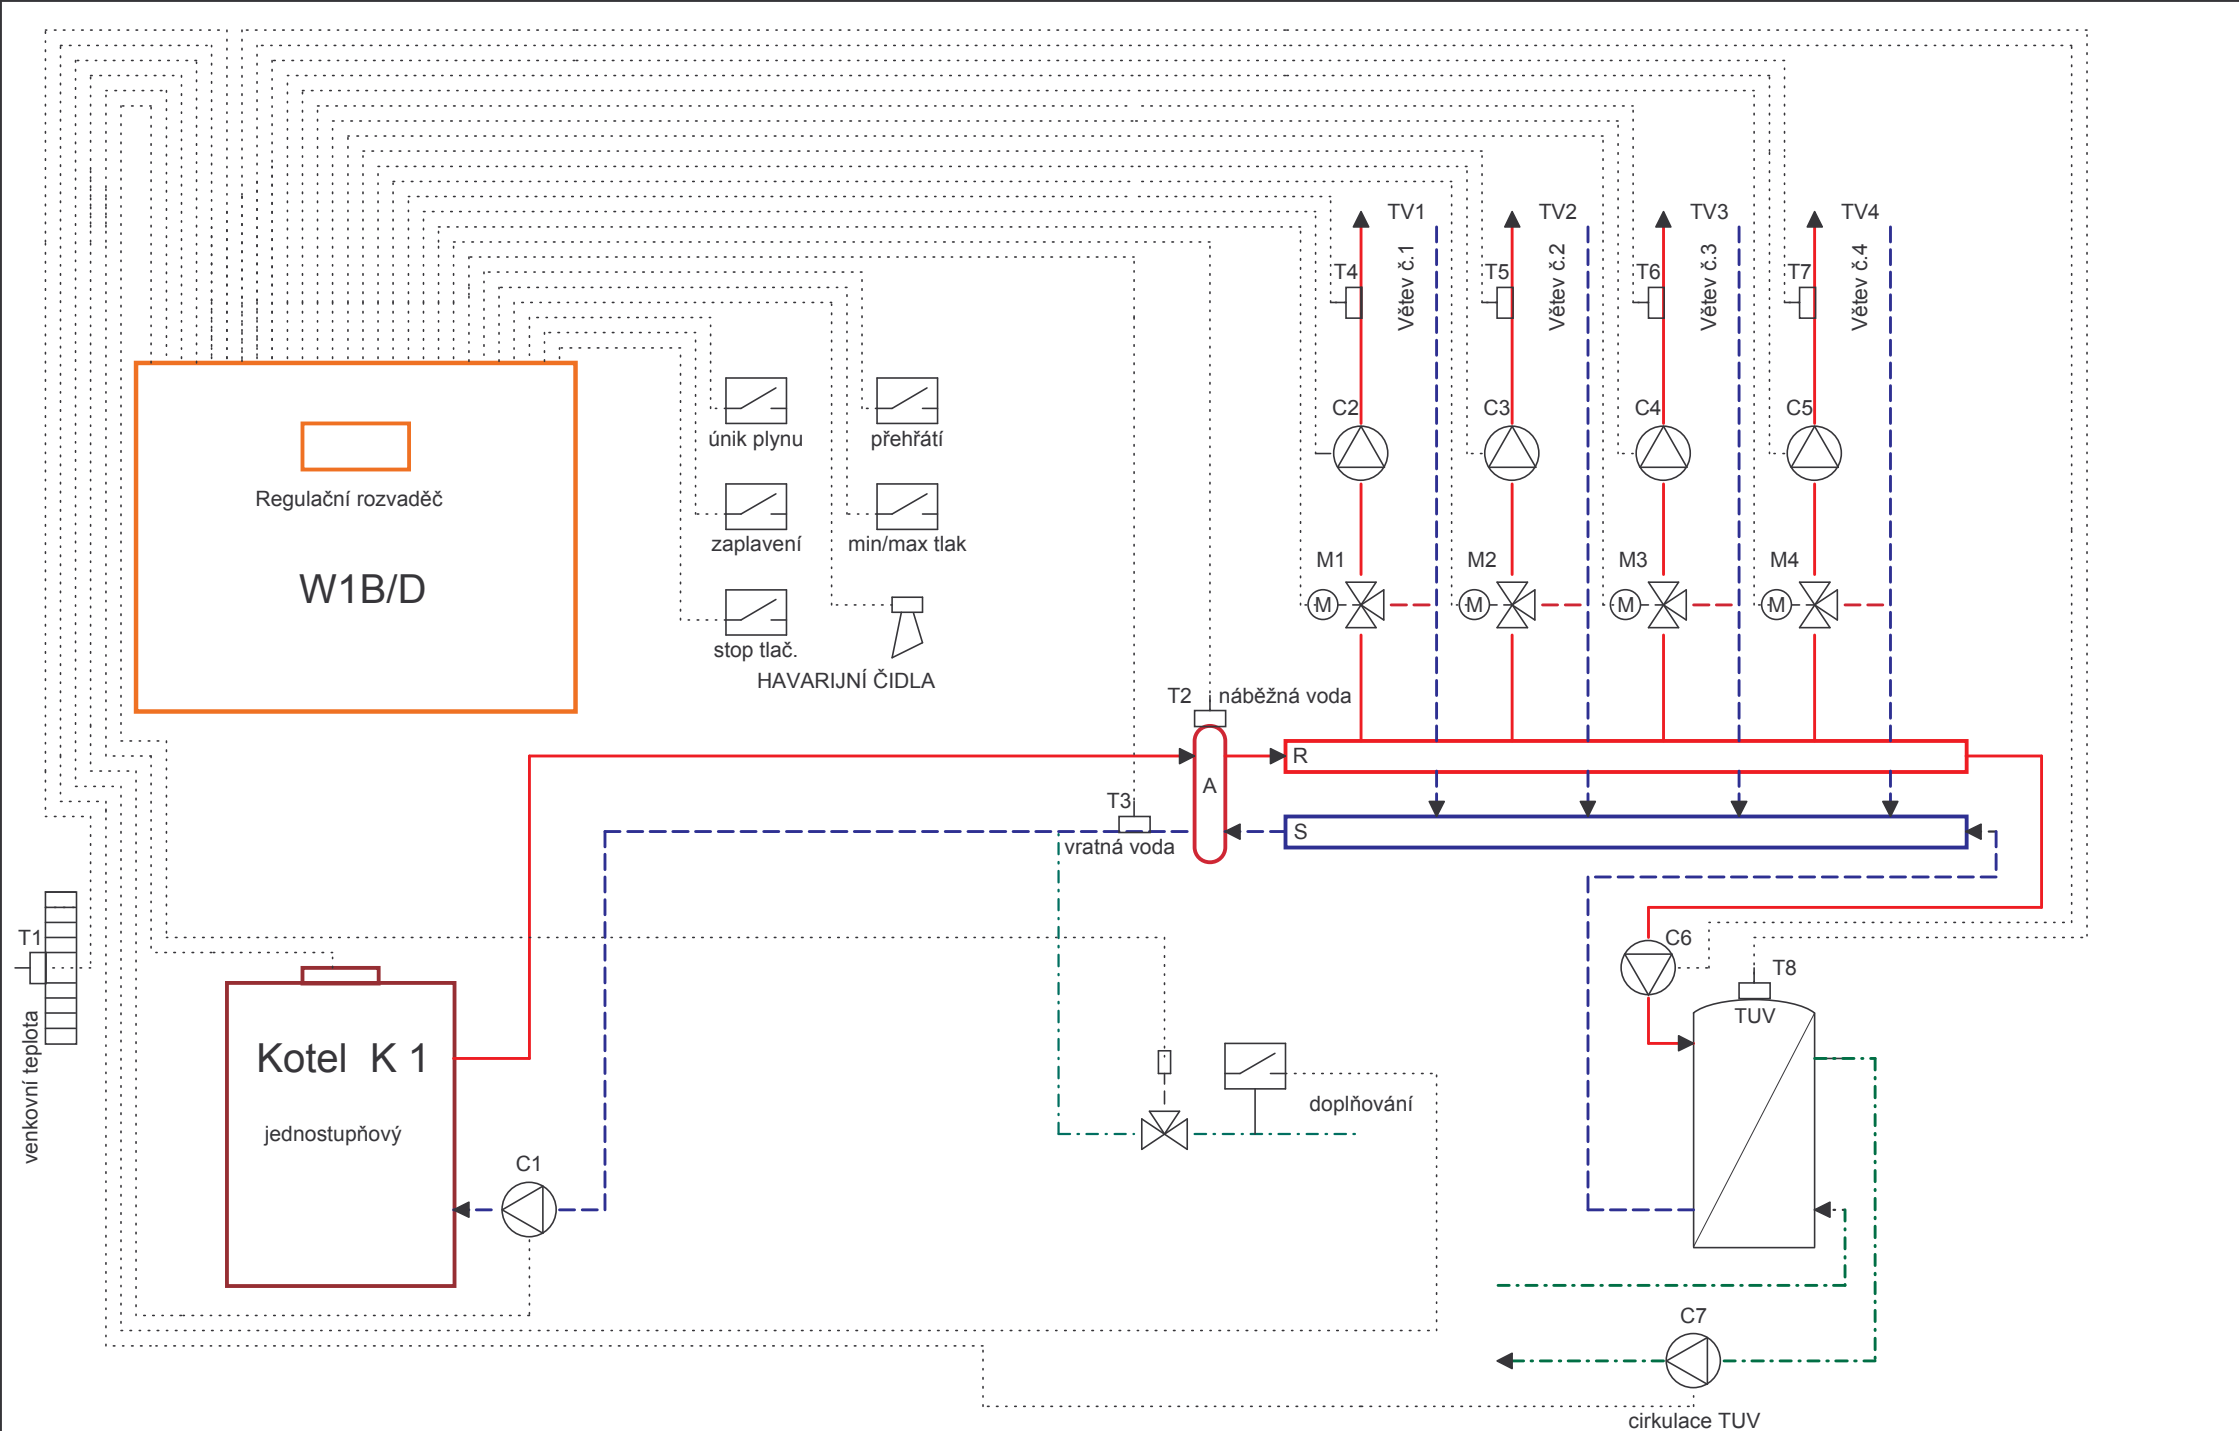 TV1
TV2
TV3
TV4
Větev č.1
Větev č.2
Větev č.3
Větev č.4
T4
T5
T6
T7
C2
C3
C4
C5
únik plynu
přehřátí
Regulační rozvaděč
zaplavení
min/max tlak
W1B/D
M1
M2
M3
M4
M
M
M
M
stop tlač.
HAVARIJNÍ ČIDLA
T2
náběžná voda
R
A
T3
S
vratná voda
T1
C6
T8
TUV
venkovní teplota
Kotel K 1
doplňování
jednostupňový
C1
C7
cirkulace TUV